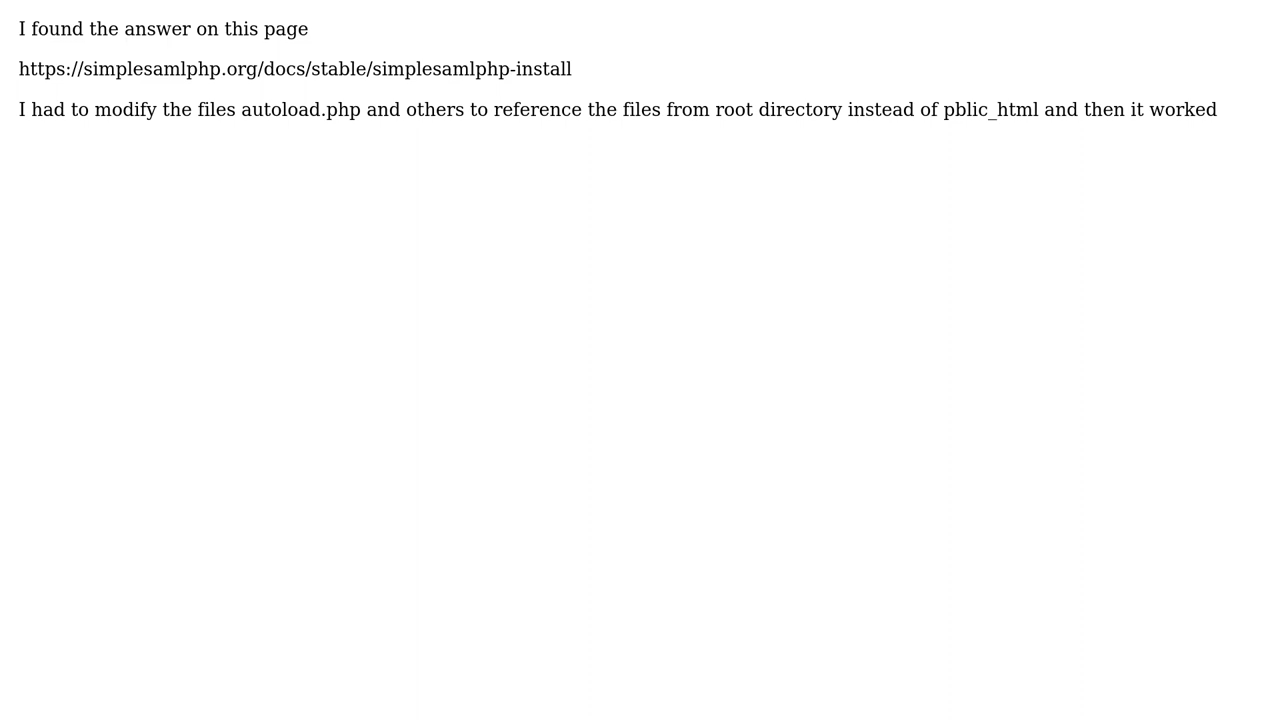 I found the answer on this page
https://simplesamlphp.org/docs/stable/simplesamlphp-install
I had to modify the files autoload.php and others to reference the files from root directory instead of pblic_html and then it worked